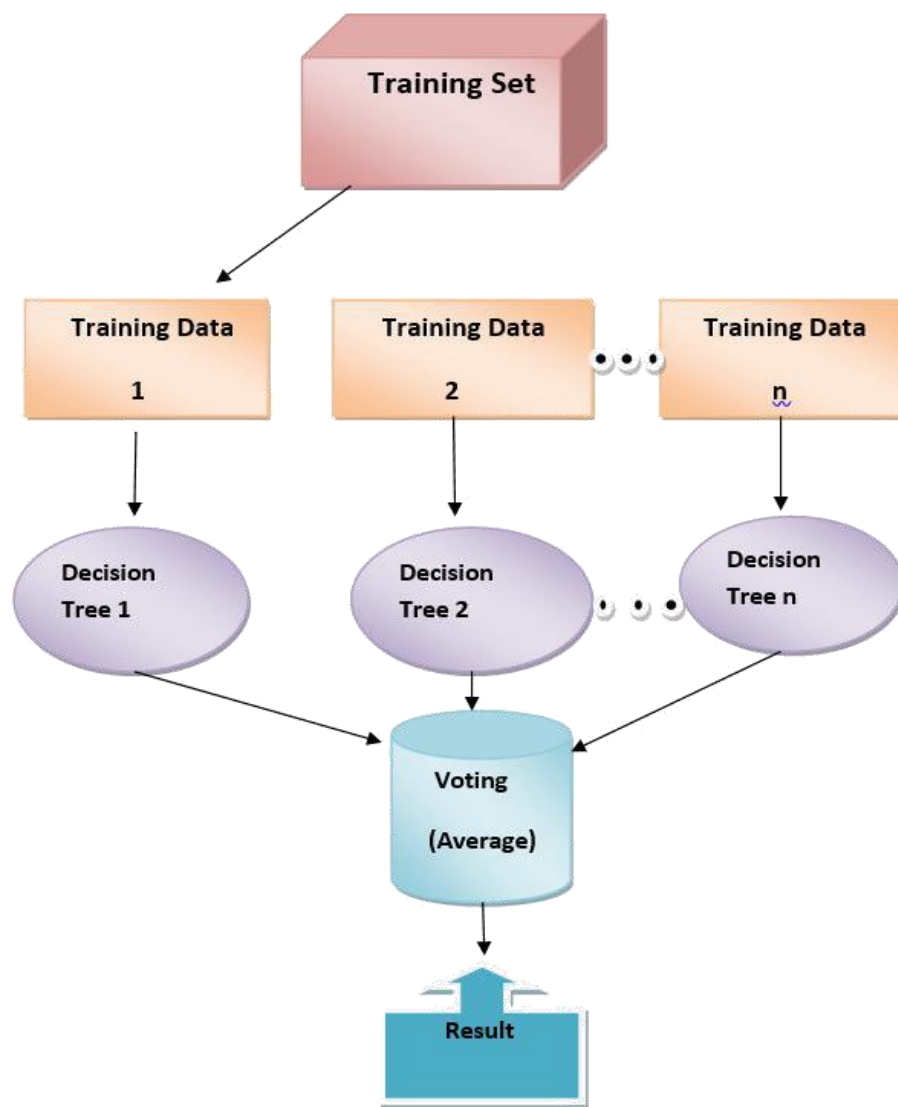 Training Set
Training Data
1
Training Data
2
Training Data
n
Decision
Tree 1
Decision
Tree 2
Decision
Tree n
Voting
(Average)
Result